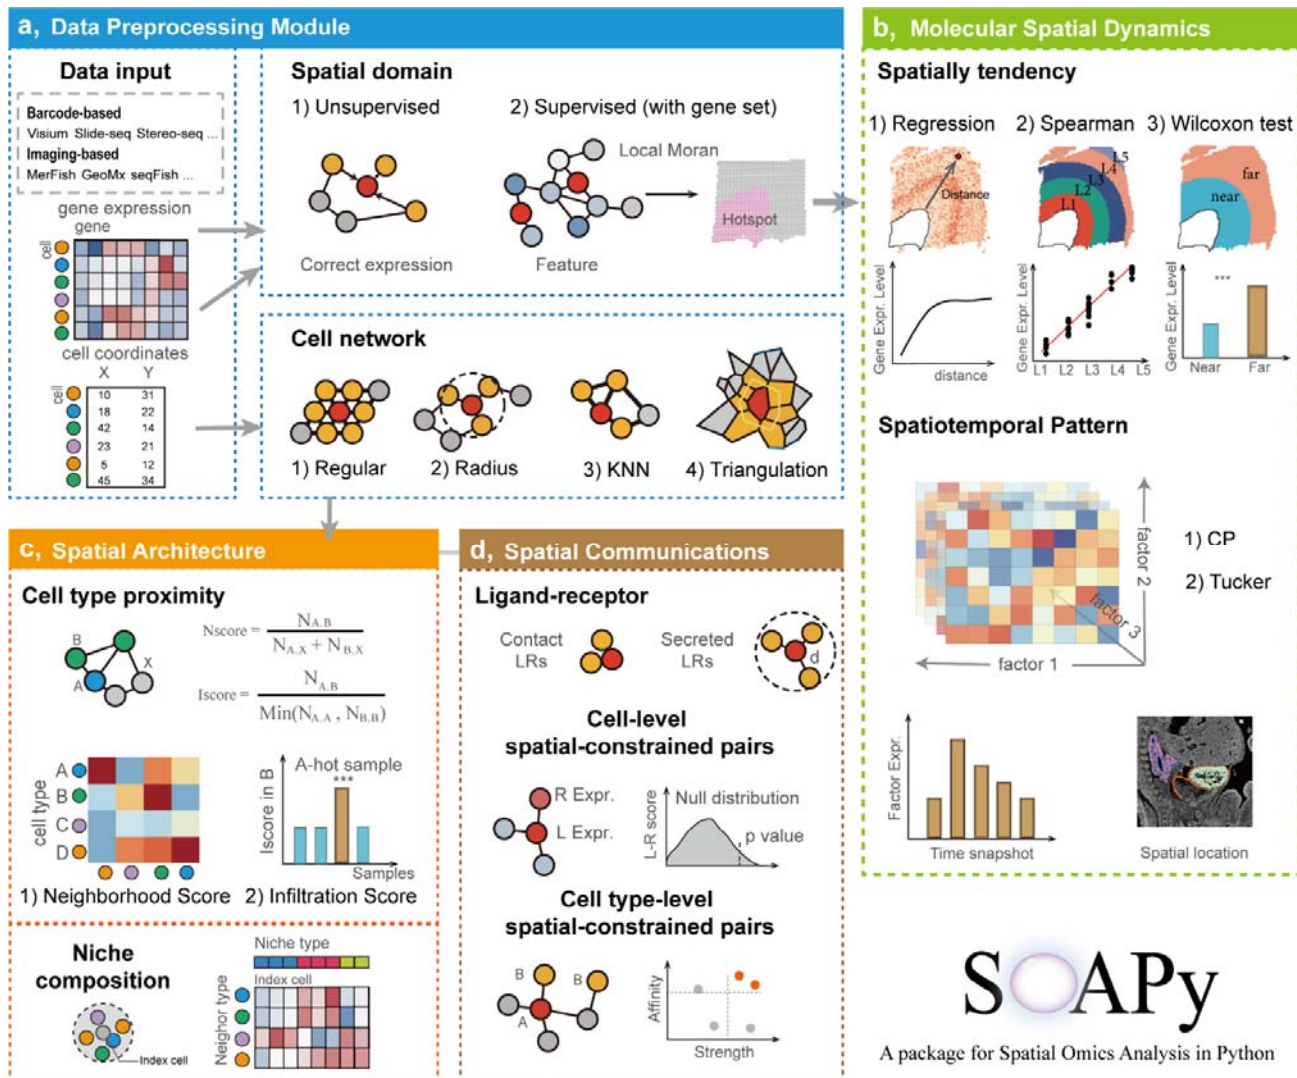 a, Data Preprocessing Module
Data input
Barcode-based
Visium Slide-seq Stereo-seq ...
Imaging-based
MerFish GeoMx seqFish ...
gene expression
gene
cell
cell coordinates
X Y
cell
10 31
18 22
42 14
23 21
5 12
45 34
Spatial domain
1) Unsupervised
2) Supervised (with gene set)
Local Moran
Hotspot
Correct expression
Feature
Cell network
1) Regular
2) Radius
3) KNN
4) Triangulation
b, Molecular Spatial Dynamics
Spatially tendency
1) Regression
2) Spearman
3) Wilcoxon test
Distance
L1
L2
L3
L4
L5
near
far
Gene Expr. Level
distance
Gene Expr. Level
L1 L2 L3 L4 L5
Gene Expr. Level
***
Near Far
Spatiotemporal Pattern
factor 1
factor 2
factor 3
1) CP
2) Tucker
Factor Expr.
Time snapshot
Spatial location
c, Spatial Architecture
Cell type proximity
B
A
X
Nscore = N A,B / N A,X + N B,X
Iscore = N A,B / Min(N A,A , N B,B)
cell type
A
B
C
D
1) Neighborhood Score
Iscore in B
A-hot sample
***
Samples
2) Infiltration Score
Niche
composition
Index cell
Niche type
Index cell
Neighor type
d, Spatial Communications
Ligand-receptor
Contact
LRs
Secreted
LRs
d
Cell-level
spatial-constrained pairs
R Expr.
L Expr.
L-R score
Null distribution
p value
Cell type-level
spatial-constrained pairs
B
B
A
Affinity
Strength
SOAPy
A package for Spatial Omics Analysis in Python